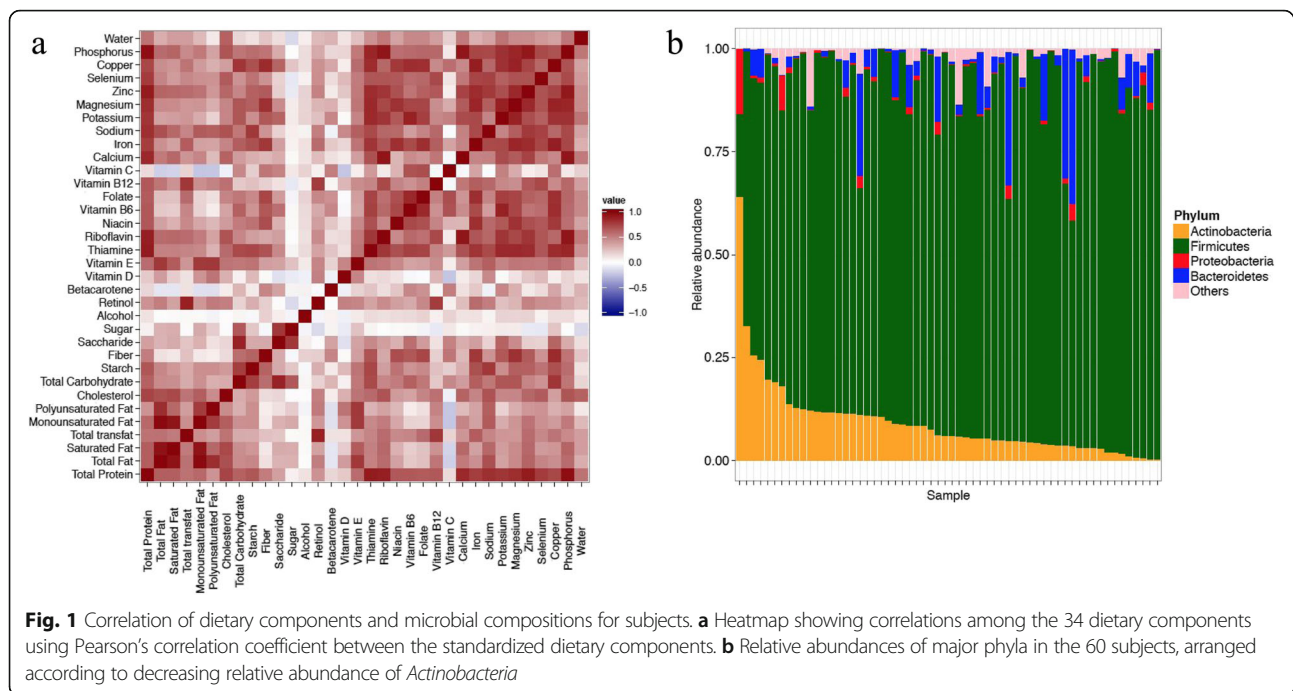 a
Water
Phosphorus
Copper
Selenium
Zinc
Magnesium
Potassium
Sodium
Iron
Calcium
Vitamin C
Vitamin B12
Folate
Vitamin B6
Niacin
Riboflavin
Thiamine
Vitamin E
Vitamin D
Betacarotene
Retinol
Alcohol
Sugar
Saccharide
Fiber
Starch
Total Carbohydrate
Cholesterol
Polyunsaturated Fat
Monounsaturated Fat
Total transfat
Saturated Fat
Total Fat
Total Protein
Total Protein
Total Fat
Saturated Fat
Total transfat
Monounsaturated Fat
Polyunsaturated Fat
Cholesterol
Total Carbohydrate
Starch
Fiber
Saccharide
Sugar
Alcohol
Retinol
Betacarotene
Vitamin D
Vitamin E
Thiamine
Riboflavin
Niacin
Vitamin B6
Folate
Vitamin B12
Vitamin C
Calcium
Iron
Sodium
Potassium
Magnesium
Zinc
Selenium
Copper
Phosphorus
Water
value
1.0
0.5
0.0
−0.5
−1.0
b
1.00
0.75
0.50
0.25
0.00
Relative abundance
Sample
Phylum
Actinobacteria
Firmicutes
Proteobacteria
Bacteroidetes
Others
Fig. 1 Correlation of dietary components and microbial compositions for subjects. a Heatmap showing correlations among the 34 dietary components
using Pearson's correlation coefficient between the standardized dietary components. b Relative abundances of major phyla in the 60 subjects, arranged
according to decreasing relative abundance of Actinobacteria